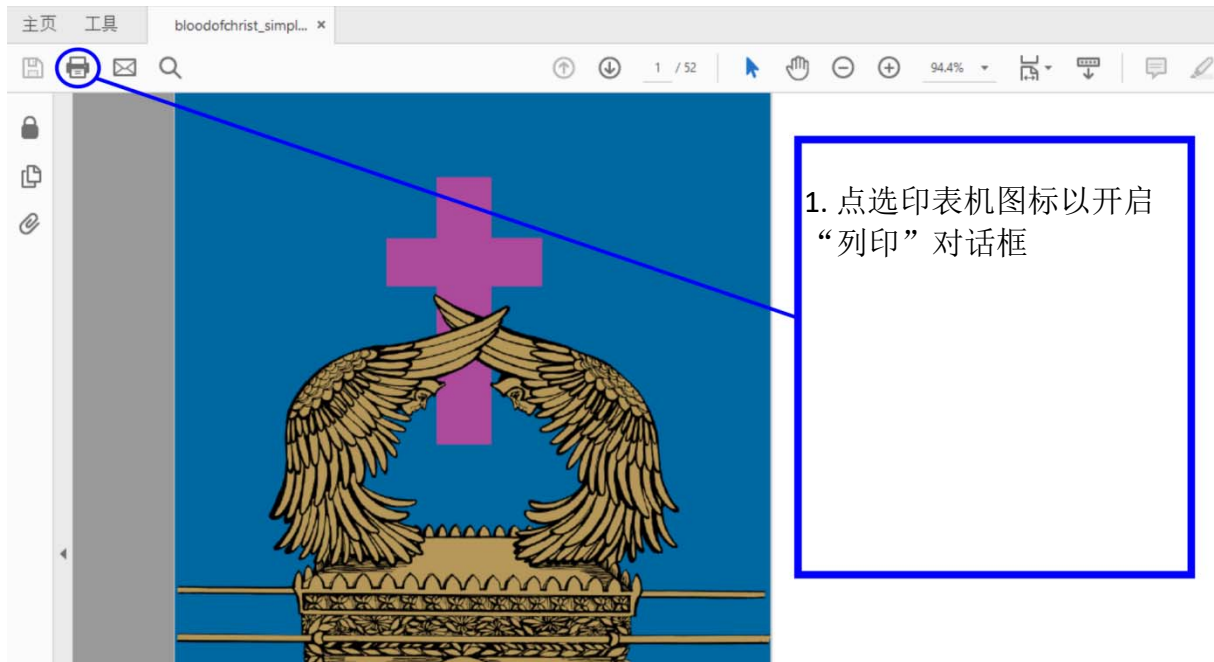 主页 工具 bloodofchrist_simpl... ×
1 / 52 94.4%
1. 点选印表机图标以开启
“列印”对话框